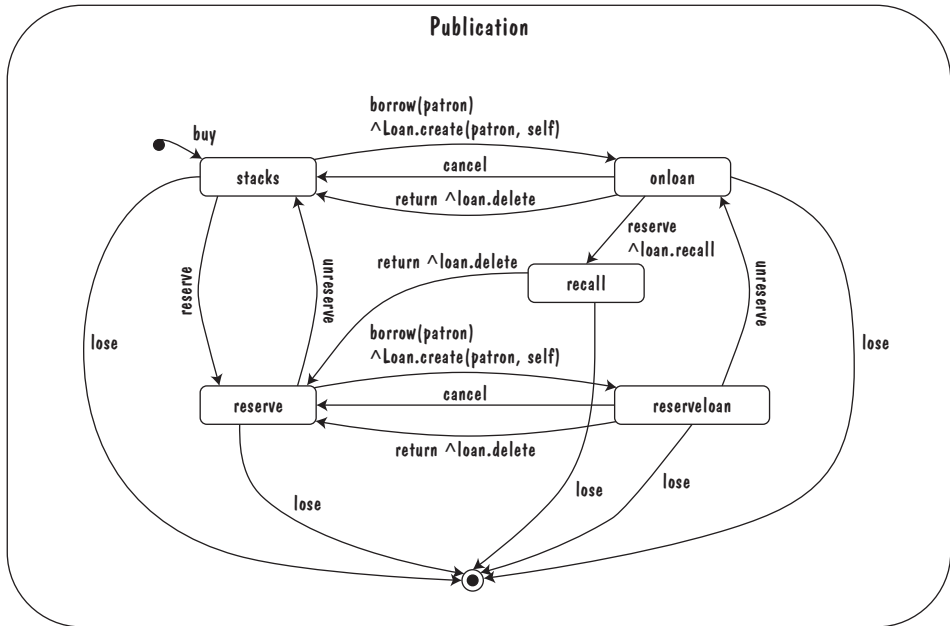 Publication
borrow(patron)
^Loan.create(patron, self)
buy
cancel
stacks
onloan
return ^loan.delete
reserve
^loan.recall
return ^loan.delete
recall
reserve
unreserve
unreserve
borrow(patron)
^Loan.create(patron, self)
lose
lose
cancel
reserve
reserveloan
return ^loan.delete
lose
lose
lose